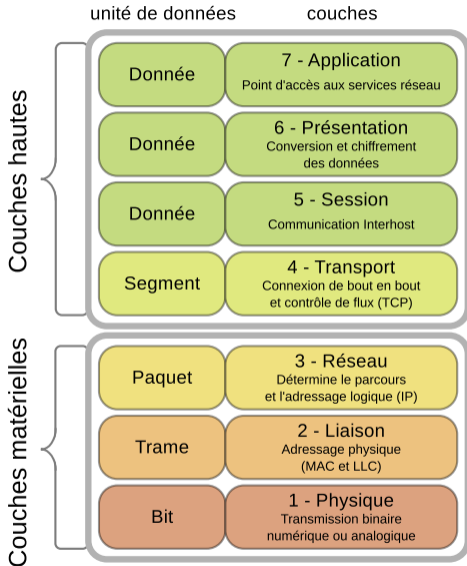 unité de données couches
Couches hautes
Donnée
7 - Application
Point d'accès aux services réseau
Donnée
6 - Présentation
Conversion et chiffrement
des données
Donnée
5 - Session
Communication Interhost
Segment
4 - Transport
Connexion de bout en bout
et contrôle de flux (TCP)
Couches matérielles
Paquet
3 - Réseau
Détermine le parcours
et l'adressage logique (IP)
Trame
2 - Liaison
Adressage physique
(MAC et LLC)
Bit
1 - Physique
Transmission binaire
numérique ou analogique